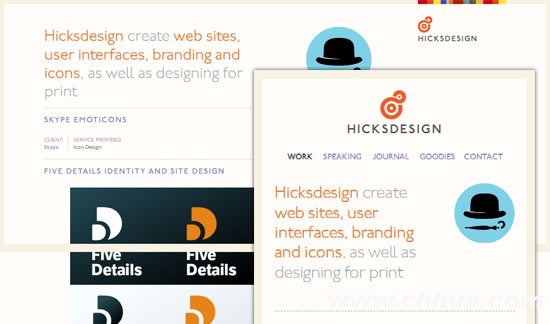 Hicksdesign create web sites,
user interfaces, branding and
icons, as well as designing for
print
HICKSDESIGN
SKYPE EMOTICONS
CLIENT: SERVICE PROVIDED
Skype Icon Design
FIVE DETAILS IDENTITY AND SITE DESIGN
Five
Details
Five
Details
HICKSDESIGN
WORK SPEAKING JOURNAL GOODIES CONTACT
Hicksdesign create
web sites, user
interfaces, branding
and icons, as well as
designing for print
www.chhua.com